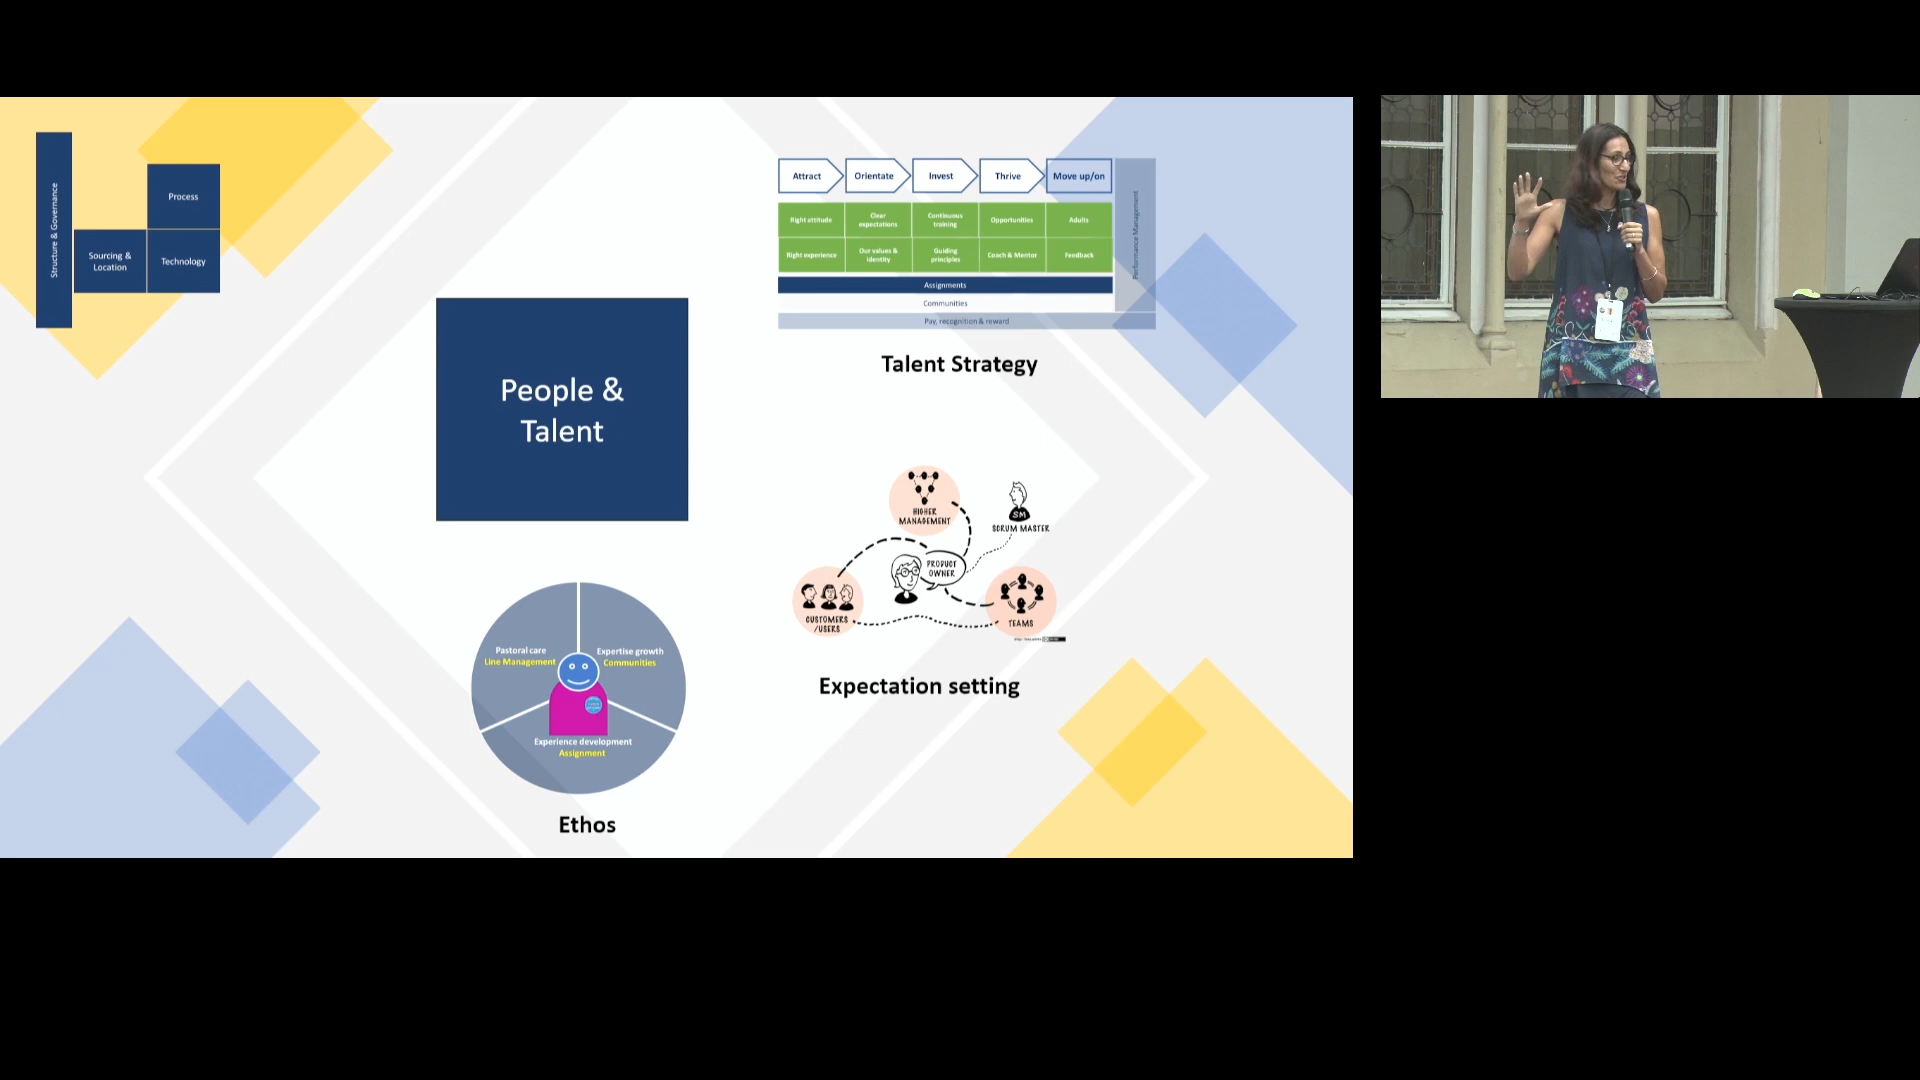 Structure & Governance
Process
Sourcing &
Location
Technology
People &
Talent
Attract
Orientate
Invest
Thrive
Move up/on
Right attitude
Clear
expectations
Continuous
training
Opportunities
Adults
Right experience
Our values &
identity
Guiding
principles
Coach & Mentor
Feedback
Assignments
Communities
Pay, recognition & reward
Performance Management
Talent Strategy
HIGHER
MANAGEMENT
SM
SCRUM MASTER
PRODUCT
OWNER
CUSTOMERS
/USERS
TEAMS
Expectation setting
Pastoral care
Line Management
Expertise growth
Communities
Experience development
Assignment
Ethos